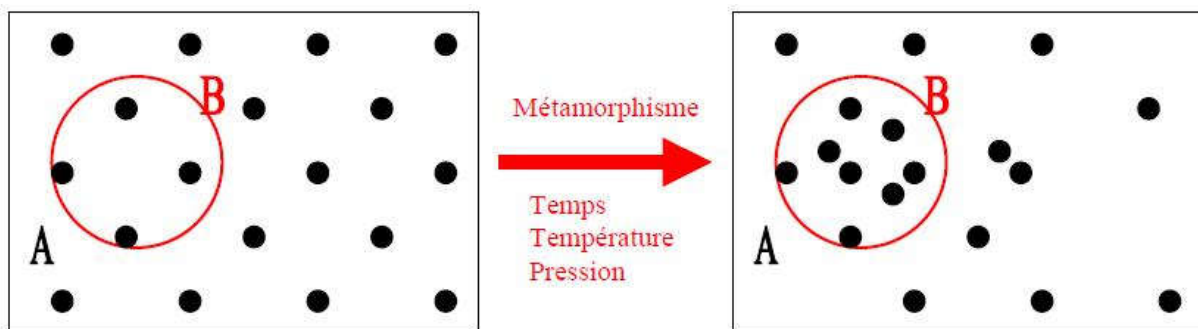 B
A
Métamorphisme
Temps
Température
Pression
B
A